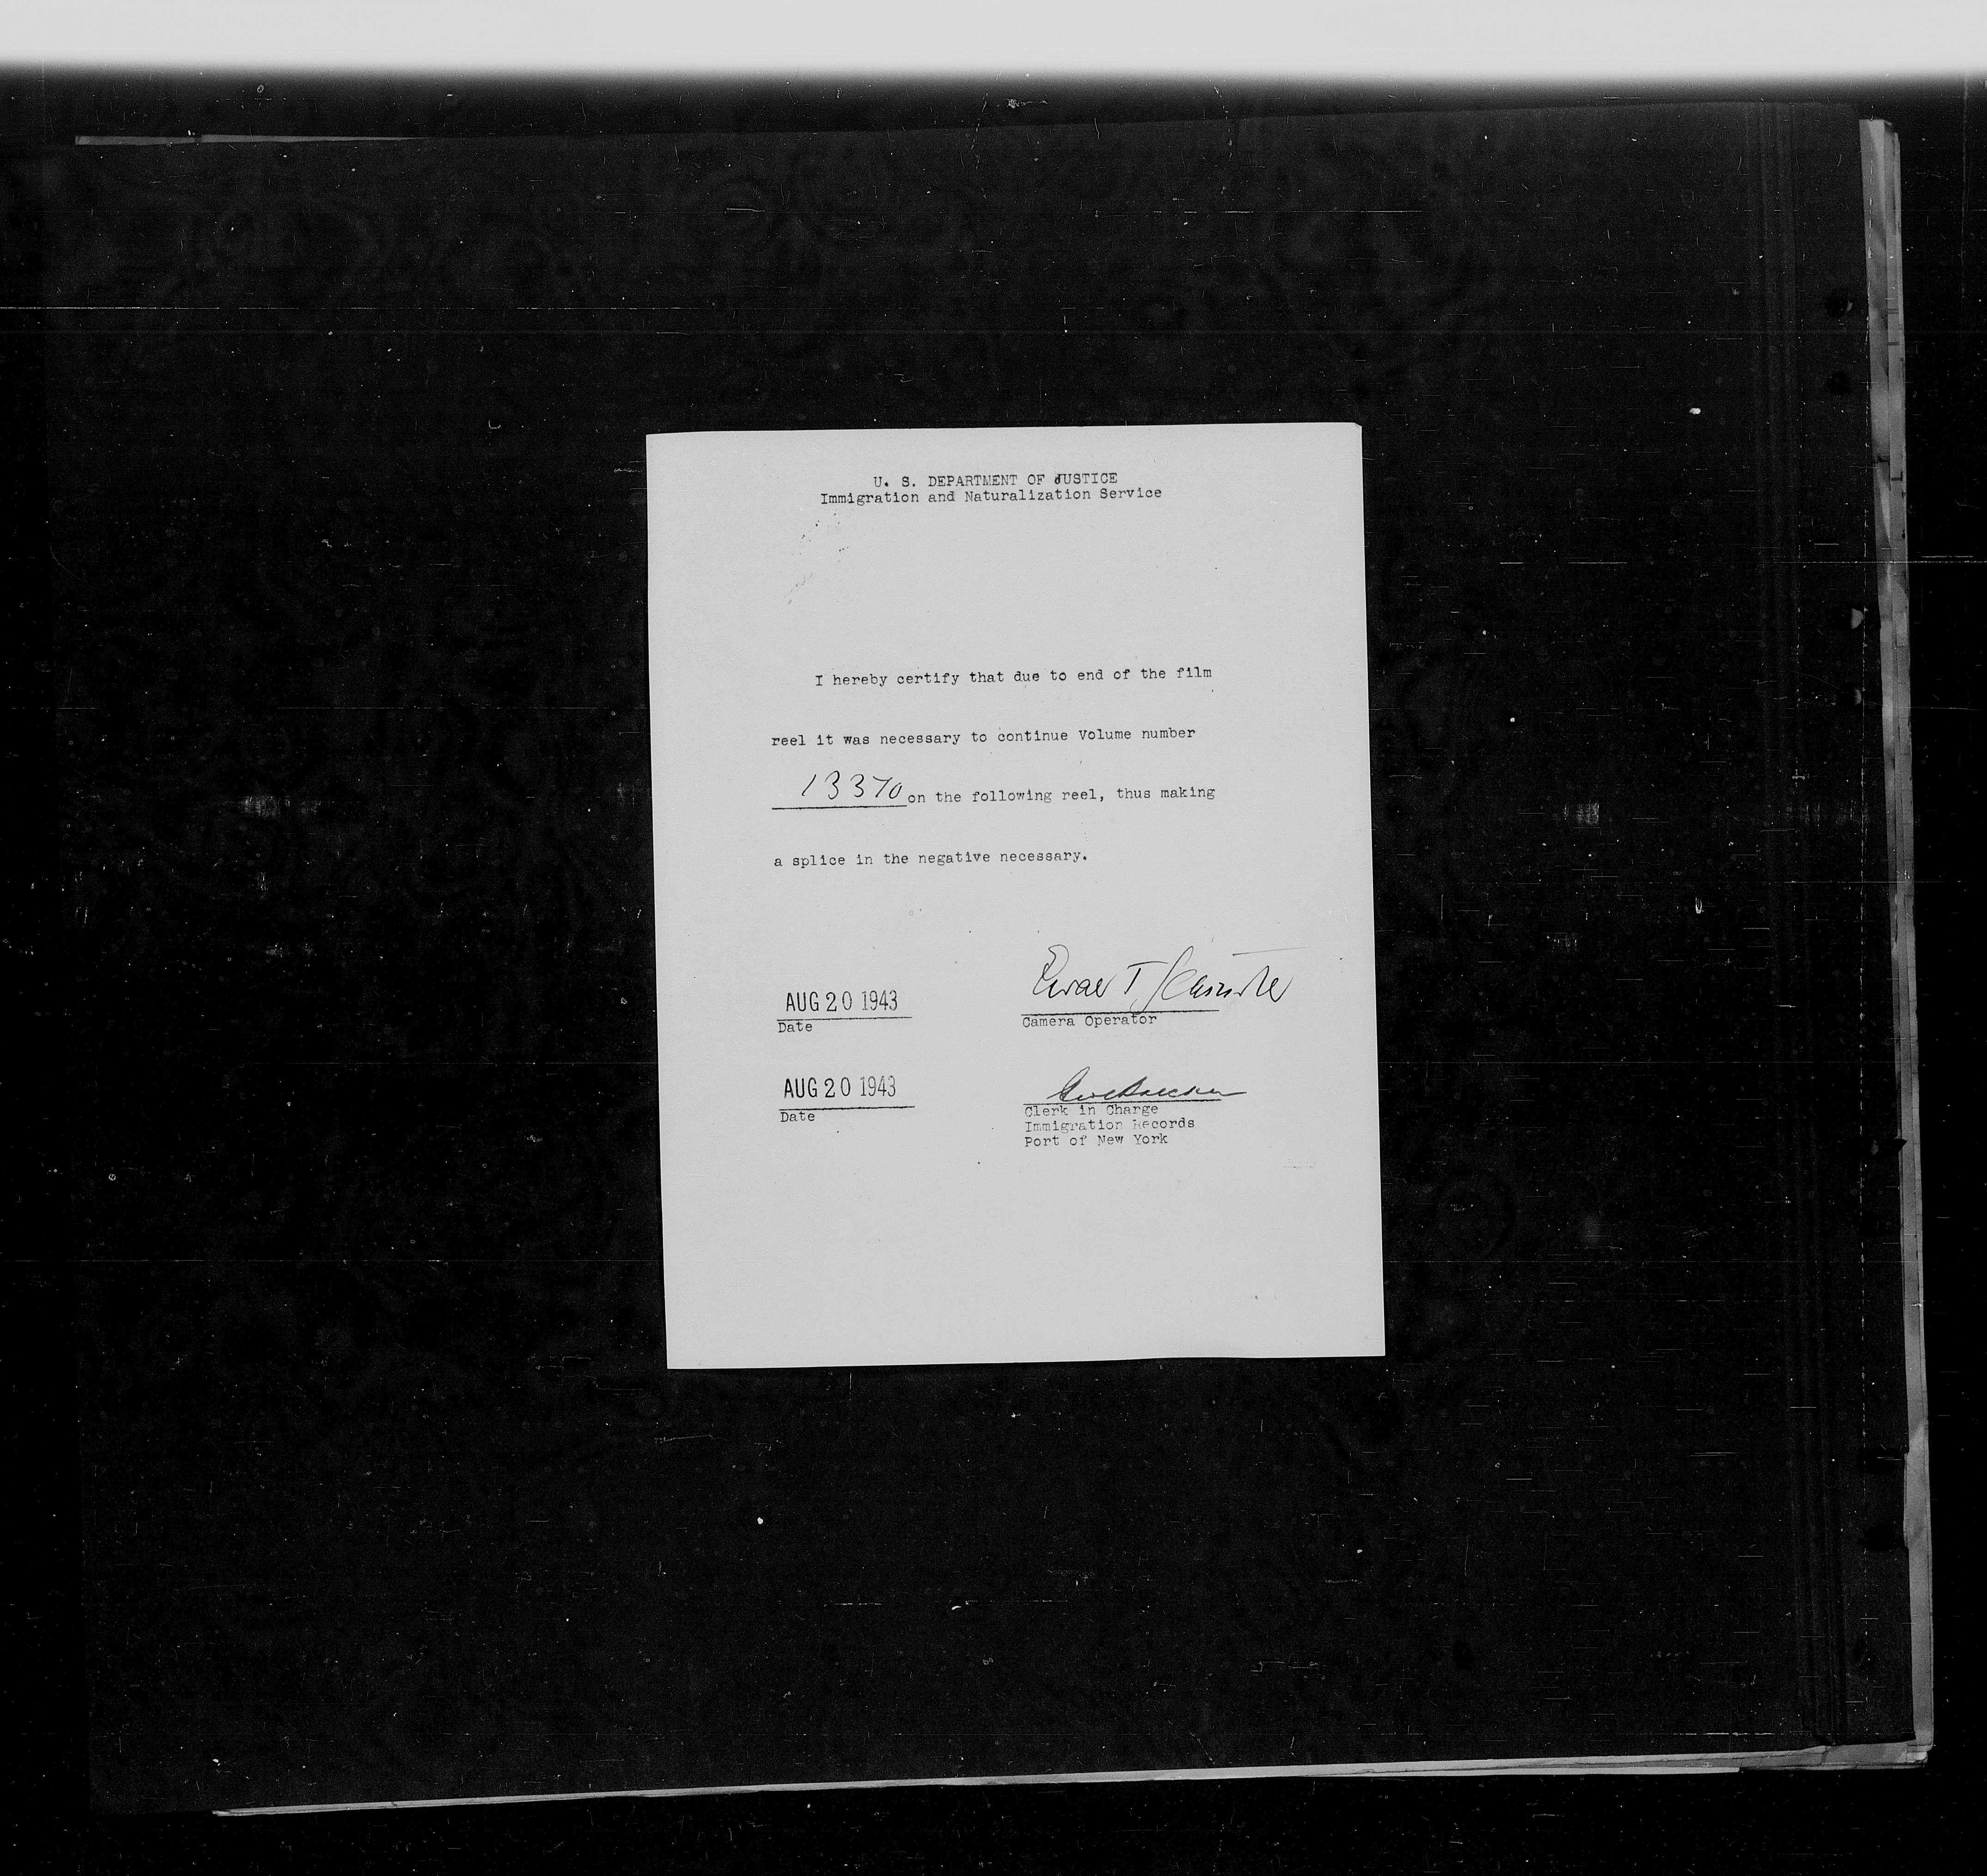 U. S. DEPARTMENT OF JUSTICE
Immigration and Naturalization Service
I hereby certify that due to end of the film
reel it was necessary to continue Volume number
13370 on the following reel, thus making
a splice in the negative necessary.
AUG 20 1943
Date
Camera Operator
AUG 20 1943
Date
Clerk in Charge
Immigration Records
Port of New York